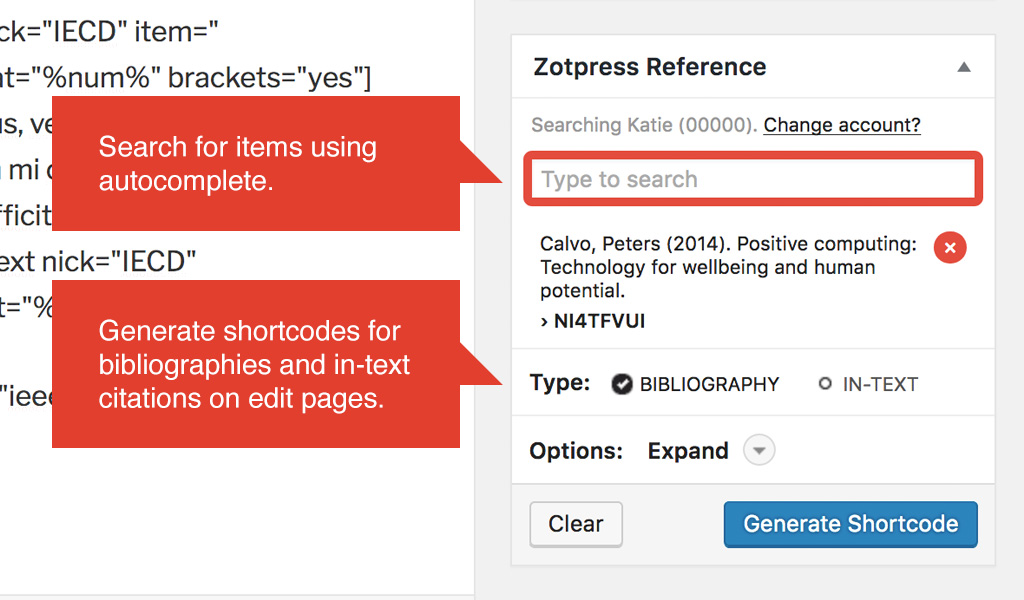 ck="IECD" item="
t="%num%" brackets="yes"]
us, ve
Search for items using
autocomplete.
mi
fficit
ext nick="IECD"
t="%
Generate shortcodes for
bibliographies and in-text
citations on edit pages.
"ieee
Zotpress Reference
Searching Katie (00000). Change account?
Type to search
Calvo, Peters (2014). Positive computing:
Technology for wellbeing and human
potential.
› NI4TFVUI
Type: BIBLIOGRAPHY IN-TEXT
Options: Expand
Clear Generate Shortcode